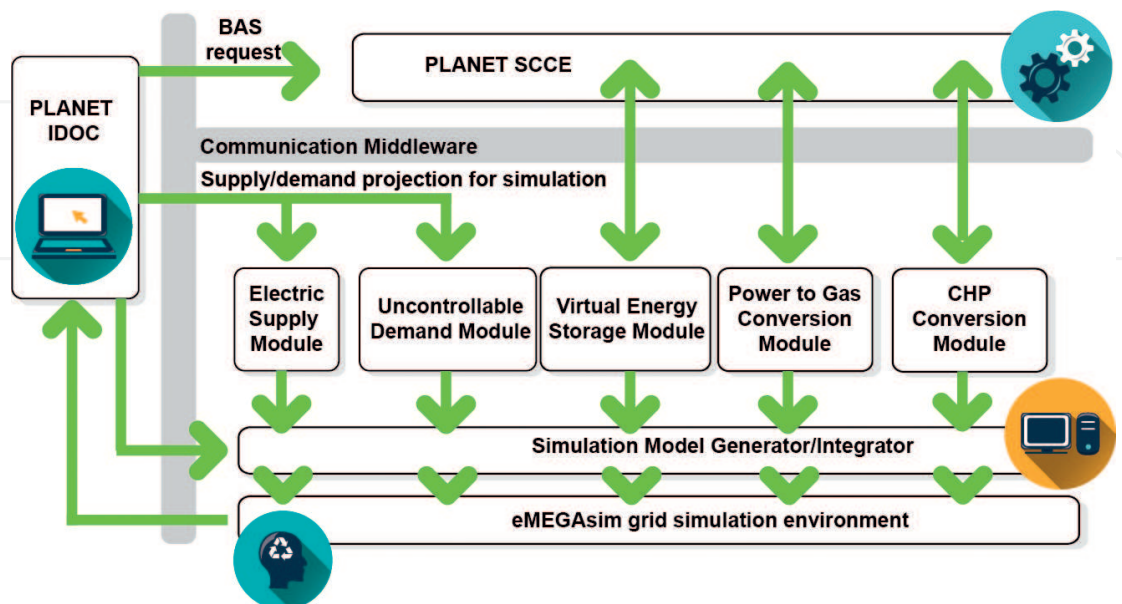 BAS
request
PLANET SCCE
PLANET
IDOC
Communication Middleware
Supply/demand projection for simulation
Electric
Supply
Module
Uncontrollable
Demand Module
Virtual Energy
Storage Module
Power to Gas
Conversion
Module
CHP
Conversion
Module
Simulation Model Generator/Integrator
eMEGAsim grid simulation environment